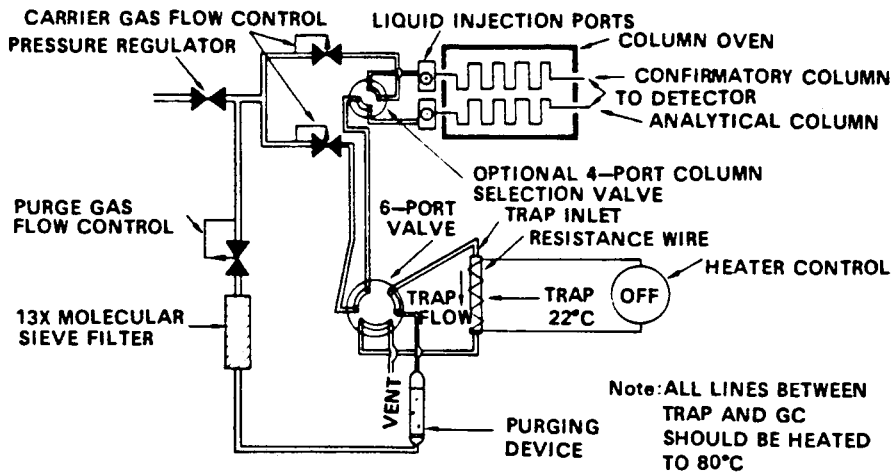 CARRIER GAS FLOW CONTROL
PRESSURE REGULATOR
LIQUID INJECTION PORTS
COLUMN OVEN
CONFIRMATORY COLUMN
TO DETECTOR
ANALYTICAL COLUMN
OPTIONAL 4-PORT COLUMN
SELECTION VALVE
PURGE GAS
FLOW CONTROL
6-PORT
VALVE
TRAP INLET
RESISTANCE WIRE
HEATER CONTROL
OFF
TRAP
FLOW
TRAP
22°C
13X MOLECULAR
SIEVE FILTER
VENT
PURGING
DEVICE
Note: ALL LINES BETWEEN
TRAP AND GC
SHOULD BE HEATED
TO 80°C